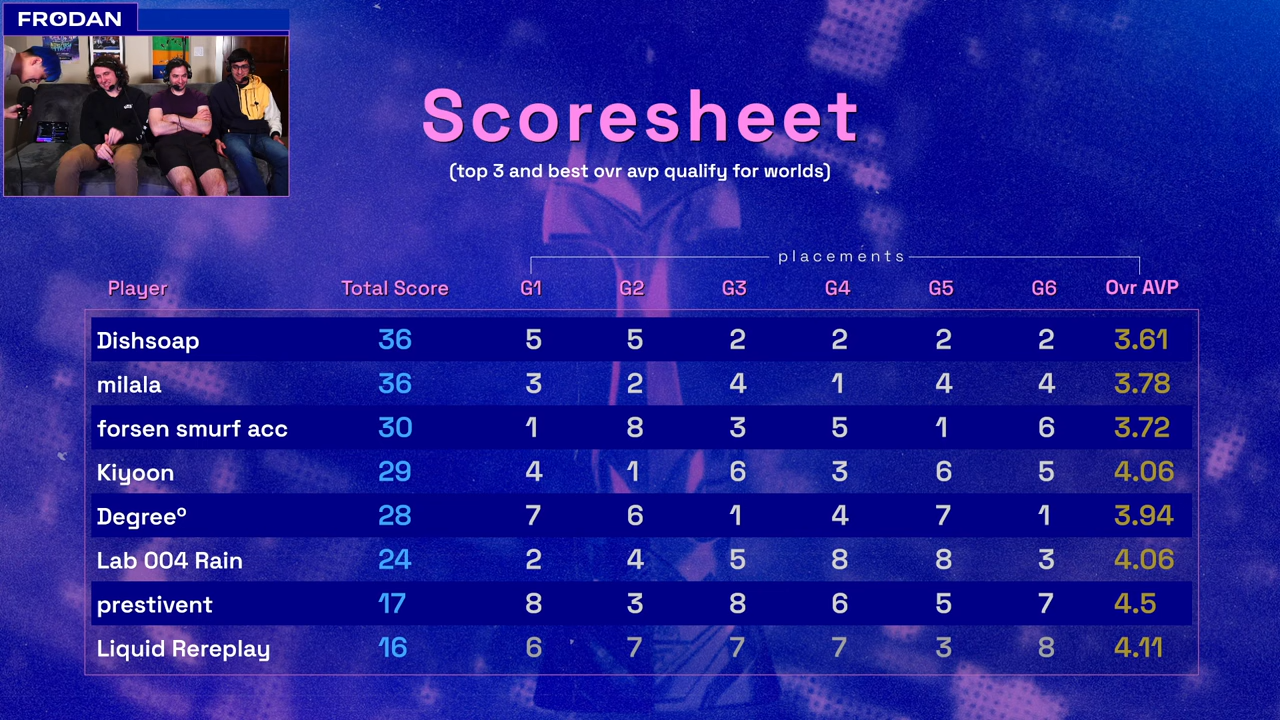 FRODAN
Scoresheet
(top 3 and best ovr avp qualify for worlds)
placements
Player Total Score G1 G2 G3 G4 G5 G6 Ovr AVP
Dishsoap 36 5 5 2 2 2 2 3.61
milala 36 3 2 4 1 4 4 3.78
forsen smurf acc 30 1 8 3 5 1 6 3.72
Kiyoon 29 4 1 6 3 6 5 4.06
Degreeº 28 7 6 1 4 7 1 3.94
Lab 004 Rain 24 2 4 5 8 8 3 4.06
prestivent 17 8 3 8 6 5 7 4.5
Liquid Rereplay 16 6 7 7 7 3 8 4.11